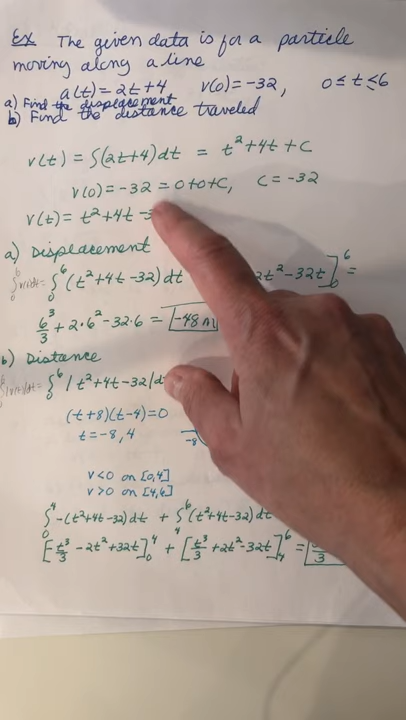 Ex The given data is for a particle
moving along a line
a(t) = 2t+4 v(0) = -32, 0 ≤ t ≤ 6
a) Find the displacement
b) Find the distance traveled
v(t) = ∫(2t+4)dt = t²+4t+C
v(0) = -32 = 0+0+C, C = -32
v(t) = t²+4t -3
a) Displacement
∫₀⁶ (t²+4t-32)dt 2t²-32t]₀⁶ =
6³/3 + 2·6² -32·6 = -48 m
b) Distance
∫₀⁶ |t²+4t-32|d
(t+8)(t-4)=0
t = -8, 4 -8
v<0 on [0,4]
v>0 on [4,6]
∫₀⁴ -(t²+4t-32)dt + ∫₄⁶ (t²+4t-32)dt
[-t³/3 -2t²+32t]₀⁴ + [t³/3 +2t²-32t]₄⁶ =